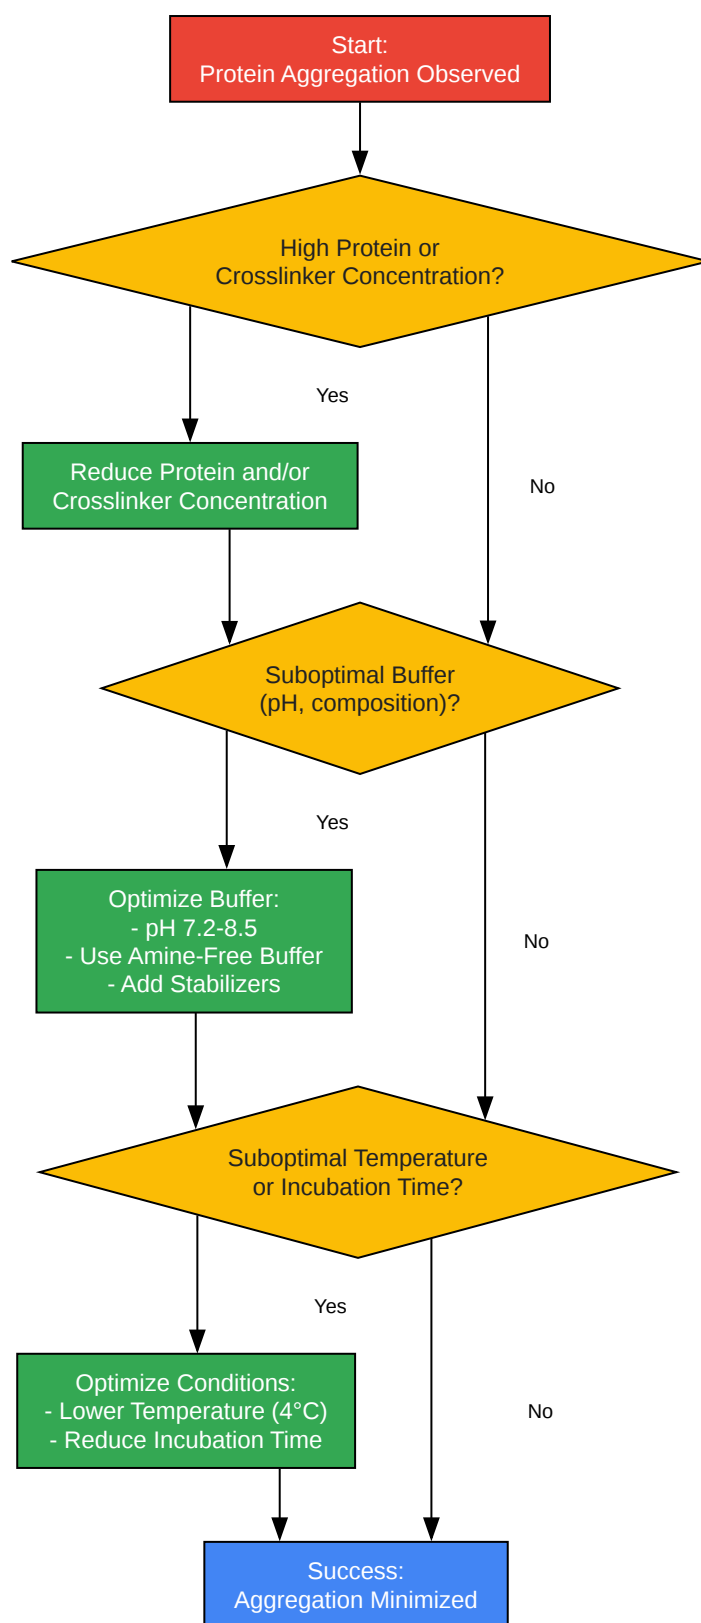 Start:
Protein Aggregation Observed
High Protein or
Crosslinker Concentration?
Yes
Reduce Protein and/or
Crosslinker Concentration
No
Suboptimal Buffer
(pH, composition)?
Yes
Optimize Buffer:
- pH 7.2-8.5
- Use Amine-Free Buffer
- Add Stabilizers
No
Suboptimal Temperature
or Incubation Time?
Yes
Optimize Conditions:
- Lower Temperature (4°C)
- Reduce Incubation Time
No
Success:
Aggregation Minimized